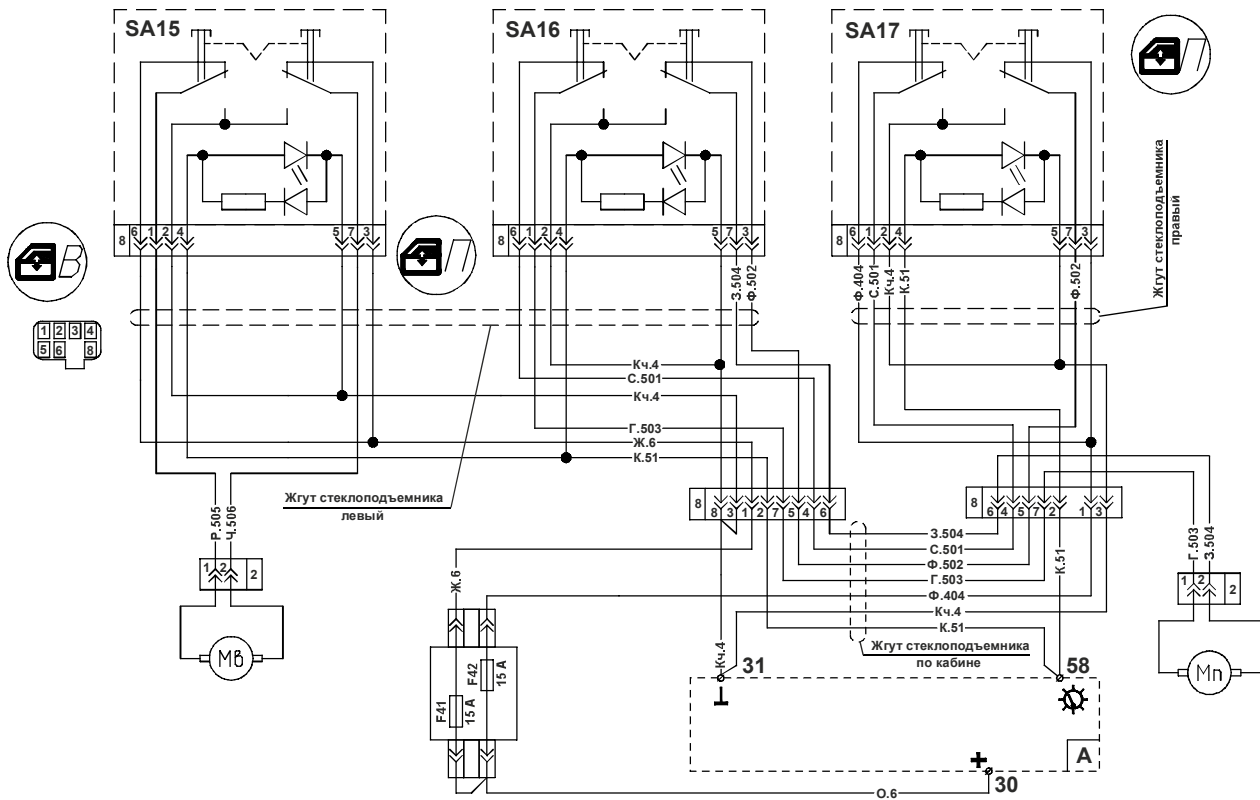 SA15
SA16
SA17
П
6 1 2 4 5 7 3
8
6 1 2 4 5 7 3
8
6 1 2 4 5 7 3
8
В
П
Жгут стеклоподъемника
правый
З.504
Ф.502
Ф.404
С.501
Кч.4
К.51
Ф.502
1 2 3 4
5 6 8
Кч.4
С.501
Кч.4
Г.503
Ж.6
К.51
Жгут стеклоподъемника
левый
8 8 3 1 2 7 5 4 6
8 6 4 5 7 2 1 3
Р.505
Ч.506
З.504
С.501
Ф.502
Г.503
Ф.404
Кч.4
К.51
К.51
Г.503
З.504
1 2 2
1 2 2
Ж.6
Жгут стеклоподъемника
по кабине
Мв
Мп
Кч.4
31
58
F42
15 А
F41
15 А
А
+
30
О.6